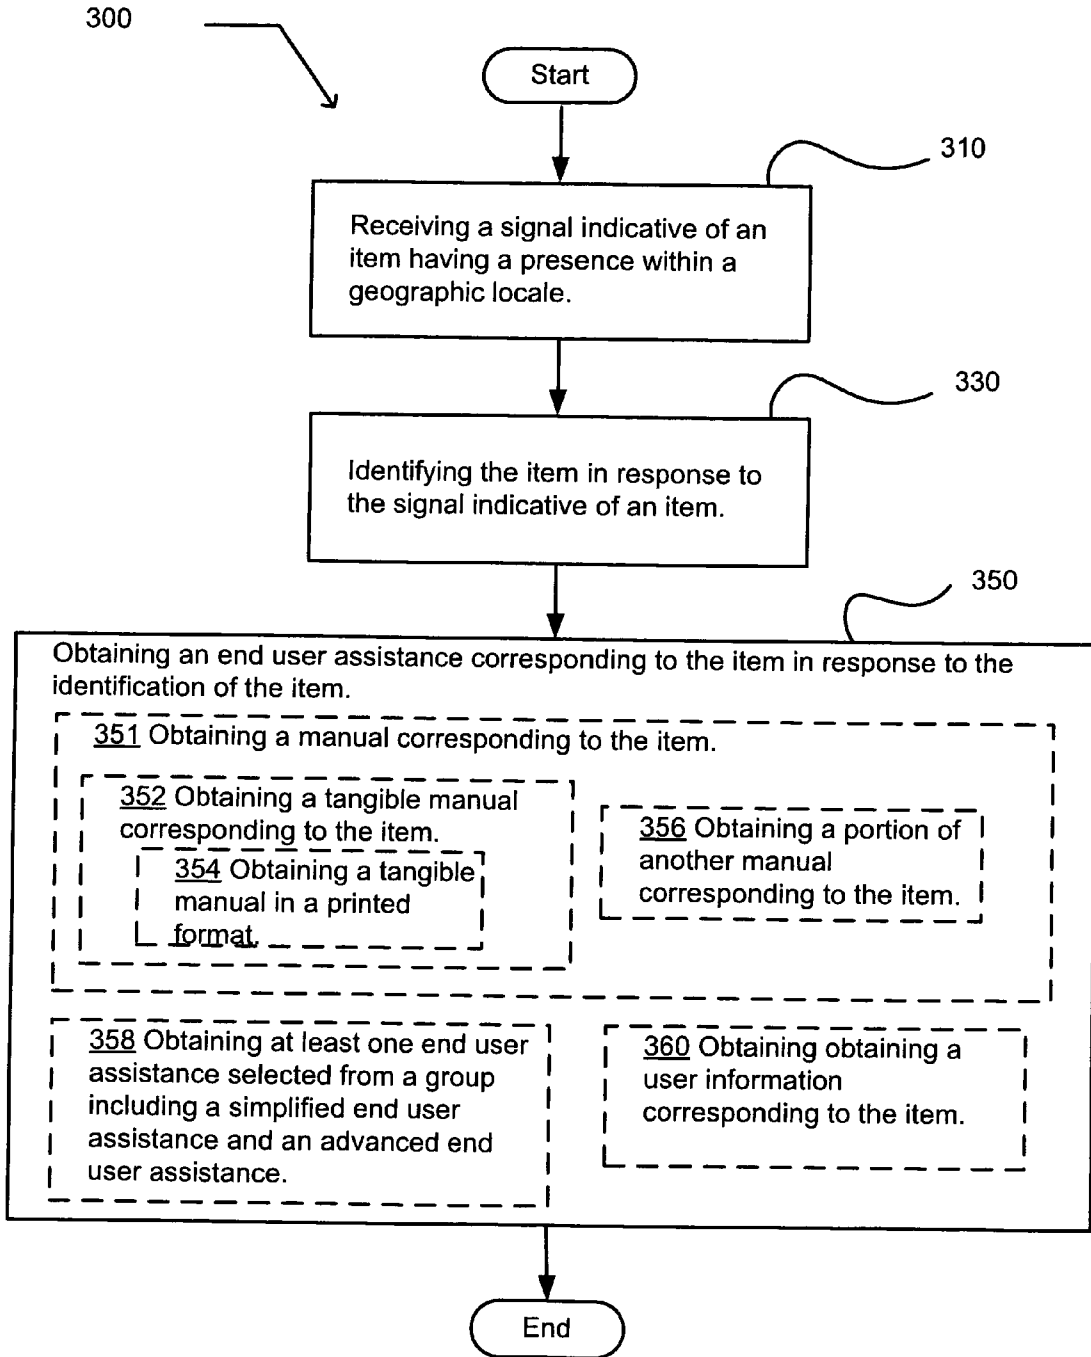 300
Start
310
Receiving a signal indicative of an
item having a presence within a
geographic locale.
330
Identifying the item in response to
the signal indicative of an item.
350
Obtaining an end user assistance corresponding to the item in response to the
identification of the item.
351 Obtaining a manual corresponding to the item.
352 Obtaining a tangible manual
corresponding to the item.
354 Obtaining a tangible
manual in a printed
format.
356 Obtaining a portion of
another manual
corresponding to the item.
358 Obtaining at least one end user
assistance selected from a group
including a simplified end user
assistance and an advanced end
user assistance.
360 Obtaining obtaining a
user information
corresponding to the item.
End